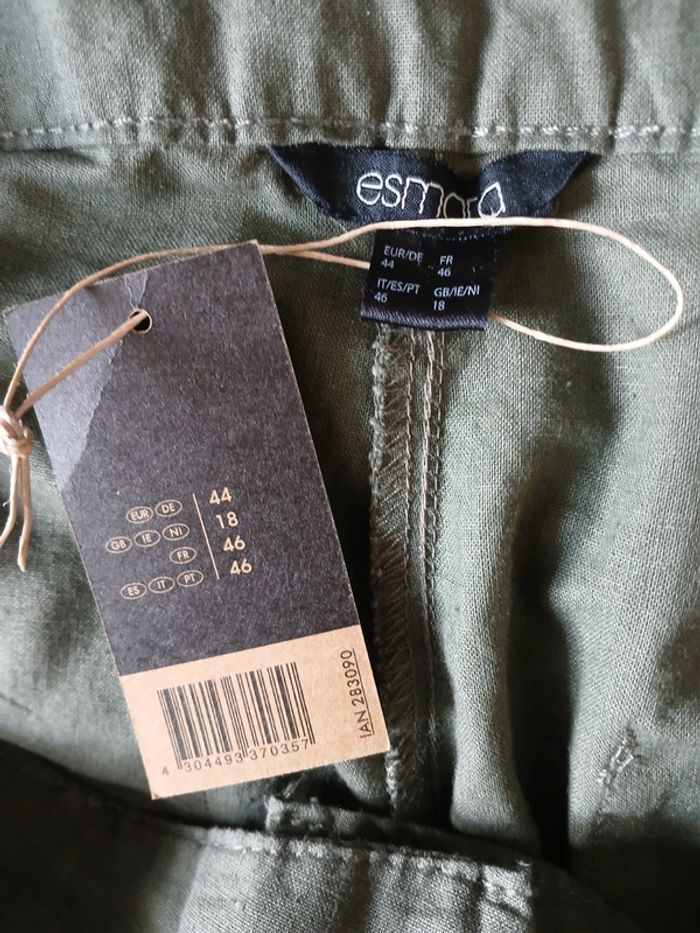 esmara
EUR/DE FR
44 46
IT/ES/PT GB/IE/NI
46 18
EUR DE 44
GB IE NI 18
FR 46
ES IT PT 46
IAN 283090
4 304493 370357